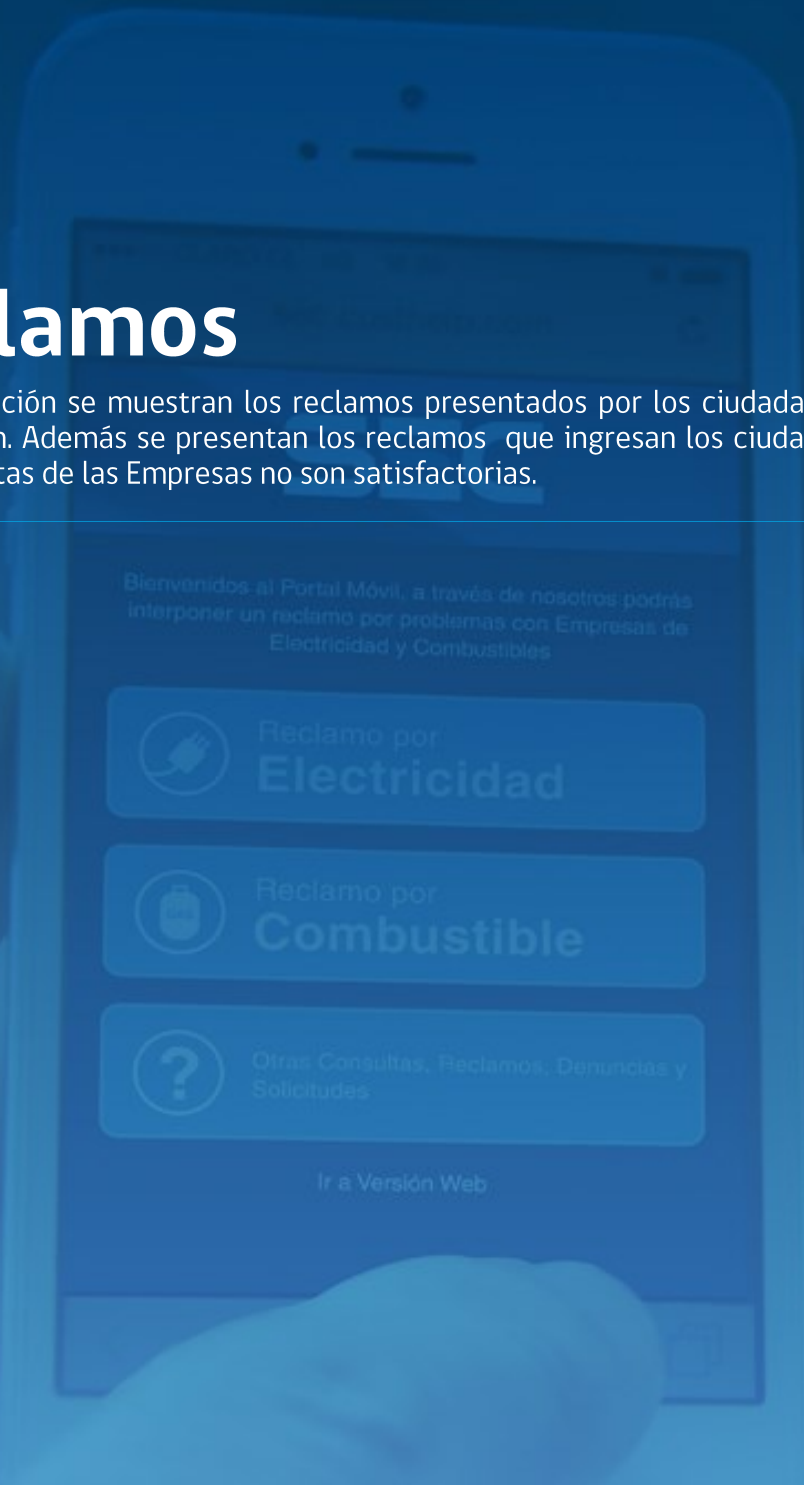 lamos
ción se muestran los reclamos presentados por los ciudada
n. Además se presentan los reclamos que ingresan los ciuda
tas de las Empresas no son satisfactorias.
SEC
Bienvenidos al Portal Móvil, a través de nosotros podrás
interponer un reclamo por problemas con Empresas de
Electricidad y Combustibles
Reclamo por
Electricidad
Reclamo por
Combustible
Otras Consultas, Reclamos, Denuncias y
Solicitudes
Ir a Versión Web